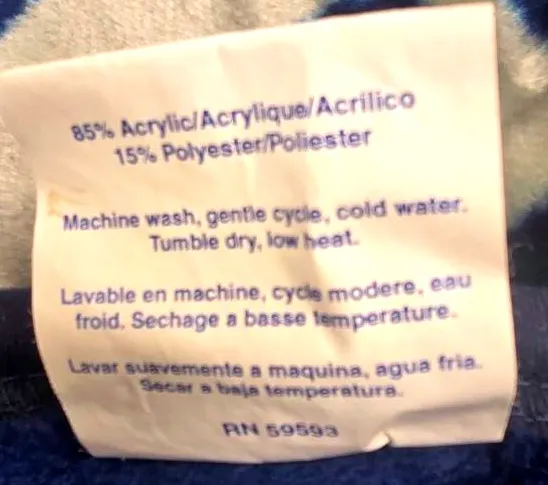 85% Acrylic/Acrylique/Acrilico
15% Polyester/Poliester
Machine wash, gentle cycle, cold water.
Tumble dry, low heat.
Lavable en machine, cycle modere, eau
froid. Sechage a basse temperature.
Lavar suavemente a maquina, agua fria.
Secar a baja temperatura.
RN 59593